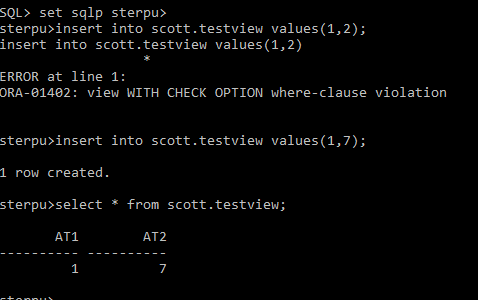 SQL> set sqlp sterpu>
sterpu>insert into scott.testview values(1,2);
insert into scott.testview values(1,2)
                  *
ERROR at line 1:
ORA-01402: view WITH CHECK OPTION where-clause violation
sterpu>insert into scott.testview values(1,7);
1 row created.
sterpu>select * from scott.testview;
       AT1        AT2
---------- ----------
         1          7
sterpu>